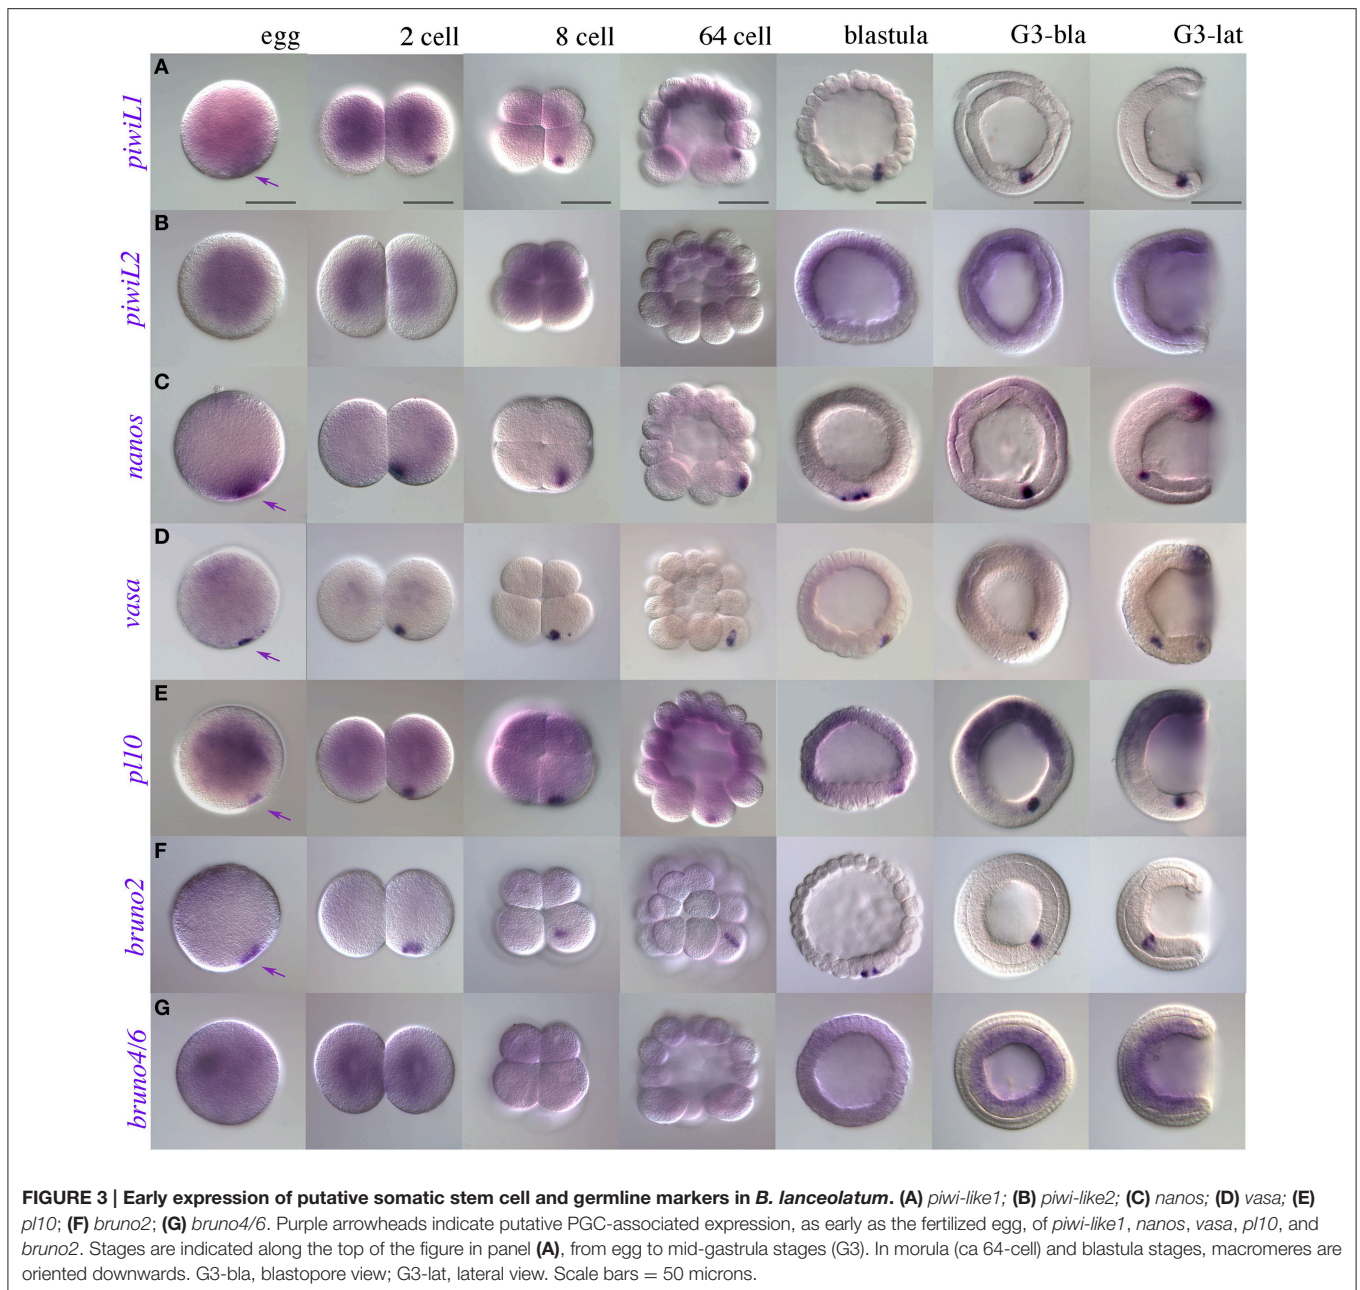 egg 2 cell 8 cell 64 cell blastula G3-bla G3-lat
A
piwiL1
B
piwiL2
C
nanos
D
vasa
E
pl10
F
bruno2
G
bruno4/6
FIGURE 3 | Early expression of putative somatic stem cell and germline markers in B. lanceolatum. (A) piwi-like1; (B) piwi-like2; (C) nanos; (D) vasa; (E)
pl10; (F) bruno2; (G) bruno4/6. Purple arrowheads indicate putative PGC-associated expression, as early as the fertilized egg, of piwi-like1, nanos, vasa, pl10, and
bruno2. Stages are indicated along the top of the figure in panel (A), from egg to mid-gastrula stages (G3). In morula (ca 64-cell) and blastula stages, macromeres are
oriented downwards. G3-bla, blastopore view; G3-lat, lateral view. Scale bars = 50 microns.